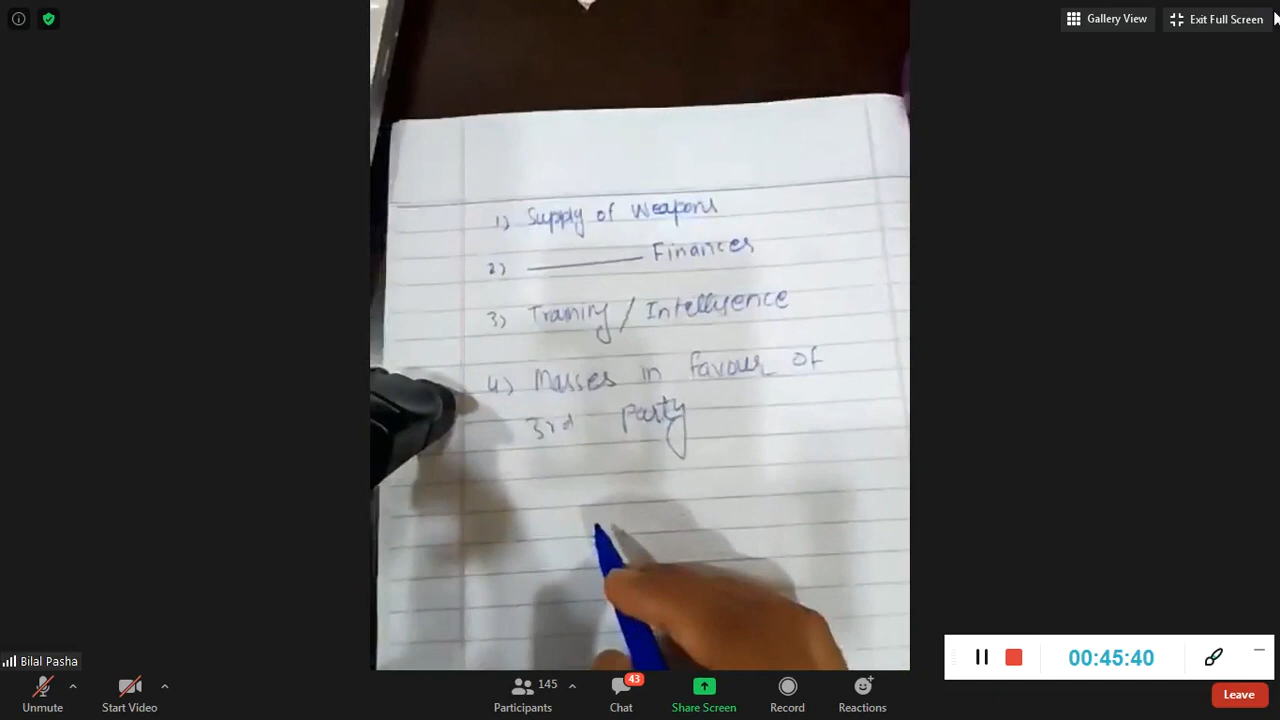 Gallery View
Exit Full Screen
1) Supply of weapons
2) ———— Finances
3) Training / Intelligence
4) Masses in favour of
3rd party
Bilal Pasha
00:45:40
Unmute
Start Video
145
Participants
43
Chat
Share Screen
Record
Reactions
Leave